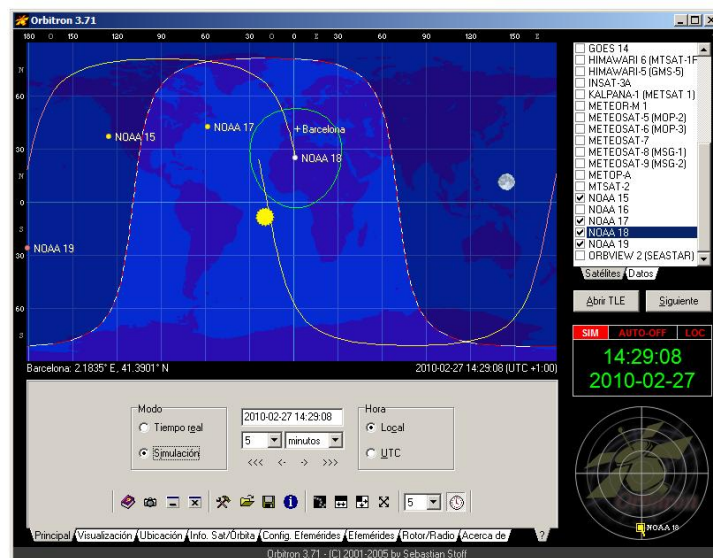 Orbitron 3.71
180 O 150 120 90 60 30 0 30 60 90 120 150 E
N
60
30
0
30
S
60
S
NOAA 15
NOAA 17
Barcelona
NOAA 18
NOAA 19
Barcelona: 2.1835° E, 41.3901° N
2010-02-27 14:29:08 (UTC +1:00)
GOES 14
HIMAWARI 6 (MTSAT-1F
HIMAWARI-5 (GMS-5)
INSAT-3A
KALPANA-1 (METSAT 1)
METEOR-M 1
METEOSAT-5 (MOP-2)
METEOSAT-6 (MOP-3)
METEOSAT-7
METEOSAT-8 (MSG-1)
METEOSAT-9 (MSG-2)
METOP-A
MTSAT-2
NOAA 15
NOAA 16
NOAA 17
NOAA 18
NOAA 19
ORBVIEW 2 (SEASTAR)
Satélites Datos
Abrir TLE Siguiente
SIM AUTO-OFF LOC
14:29:08
2010-02-27
NOAA 18
Modo
Tiempo real
Simulación
2010-02-27 14:29:08
5 minutos
<<< <- -> >>>
Hora
Local
UTC
5
Principal Visualización Ubicación Info. Sat/Órbita Config. Efemérides Efemérides Rotor/Radio Acerca de ?
Orbitron 3.71 - (C) 2001-2005 by Sebastian Stoff